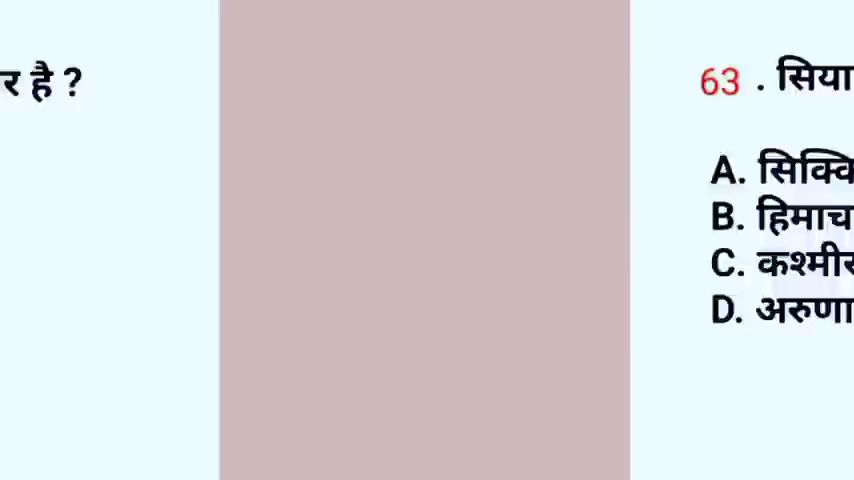 र है ?
63 . सिया
A. सिक्कि
B. हिमाच
C. कश्मीर
D. अरुणा